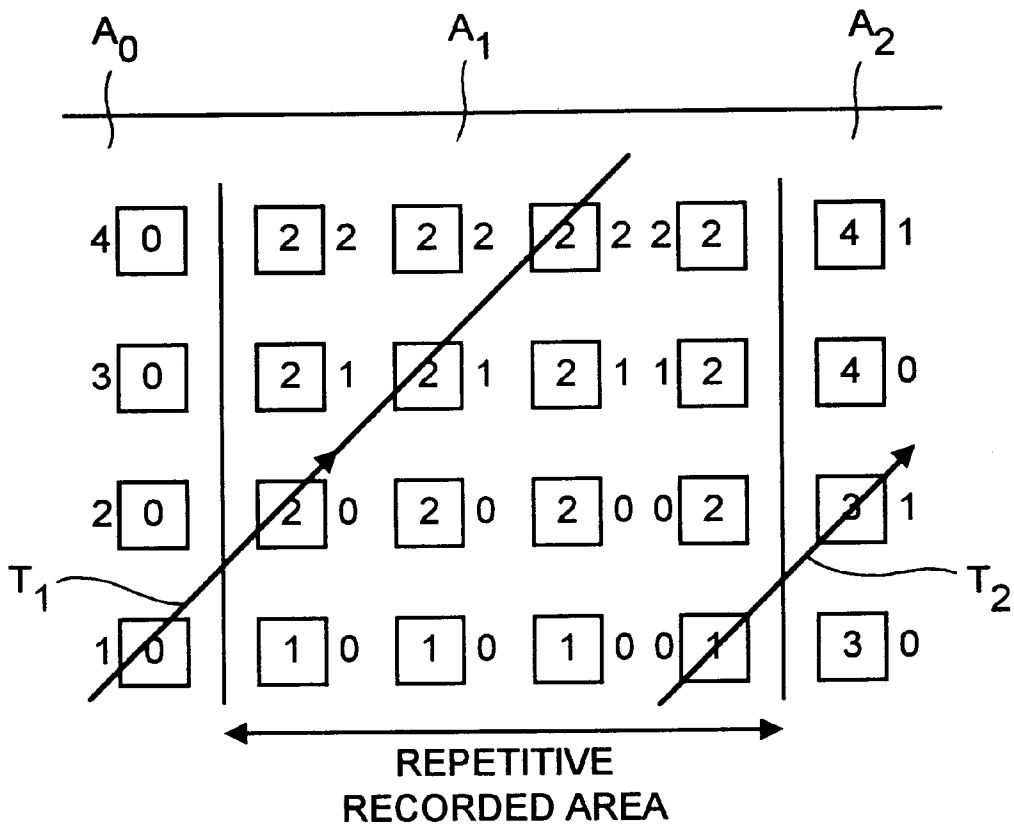 A0 A1 A2
4 0 2 2 2 2 2 2 2 2 4 1
3 0 2 1 2 1 2 1 1 2 4 0
2 0 2 0 2 0 2 0 0 2 3 1
T1 T2
1 0 1 0 1 0 1 0 0 1 3 0
REPETITIVE
RECORDED AREA